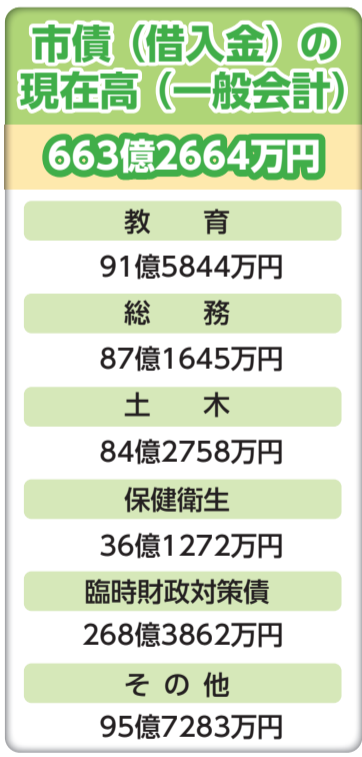 市債（借入金）の
現在高（一般会計）
663億2664万円
教　育
91億5844万円
総　務
87億1645万円
土　木
84億2758万円
保健衛生
36億1272万円
臨時財政対策債
268億3862万円
その他
95億7283万円